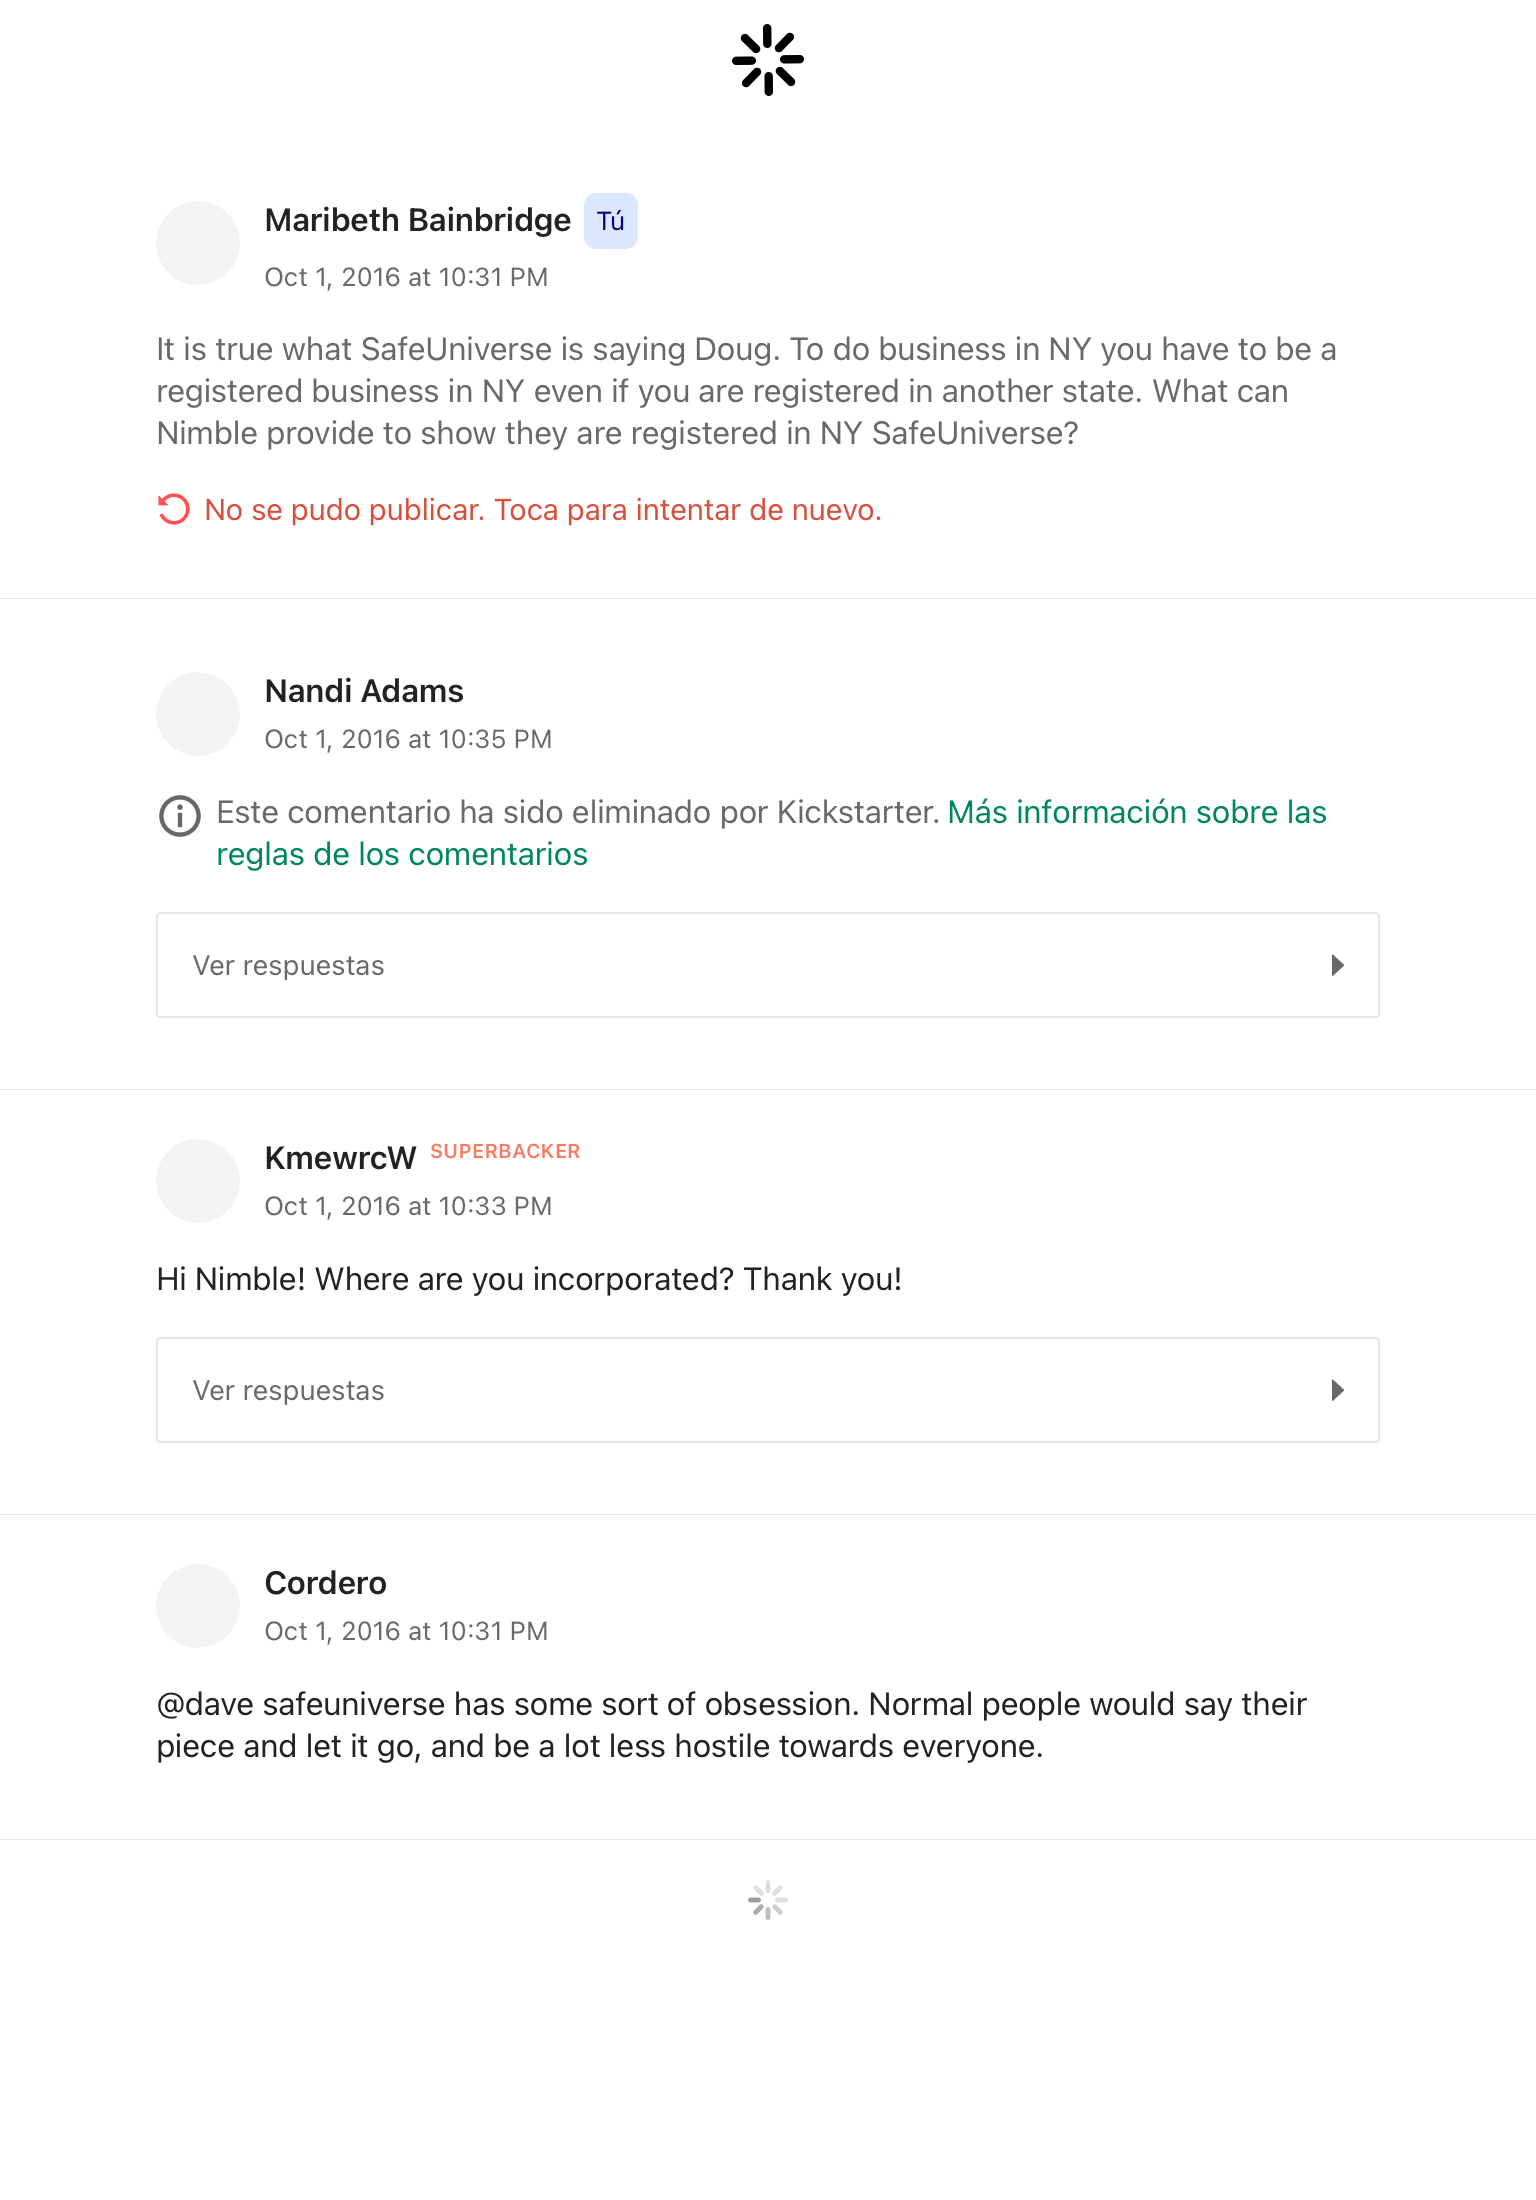 Maribeth Bainbridge Tú
Oct 1, 2016 at 10:31 PM
It is true what SafeUniverse is saying Doug. To do business in NY you have to be a
registered business in NY even if you are registered in another state. What can
Nimble provide to show they are registered in NY SafeUniverse?
No se pudo publicar. Toca para intentar de nuevo.
Nandi Adams
Oct 1, 2016 at 10:35 PM
Este comentario ha sido eliminado por Kickstarter. Más información sobre las
reglas de los comentarios
Ver respuestas
KmewrcW SUPERBACKER
Oct 1, 2016 at 10:33 PM
Hi Nimble! Where are you incorporated? Thank you!
Ver respuestas
Cordero
Oct 1, 2016 at 10:31 PM
@dave safeuniverse has some sort of obsession. Normal people would say their
piece and let it go, and be a lot less hostile towards everyone.